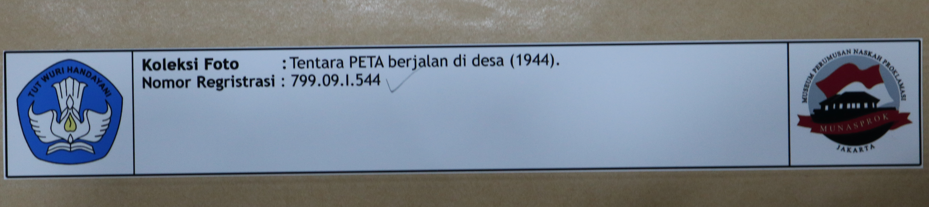 TUT WURI HANDAYANI
Koleksi Foto : Tentara PETA berjalan di desa (1944).
Nomor Regristrasi : 799.09.I.544
MUSEUM PERUMUSAN NASKAH PROKLAMASI
MUNASPROK
JAKARTA